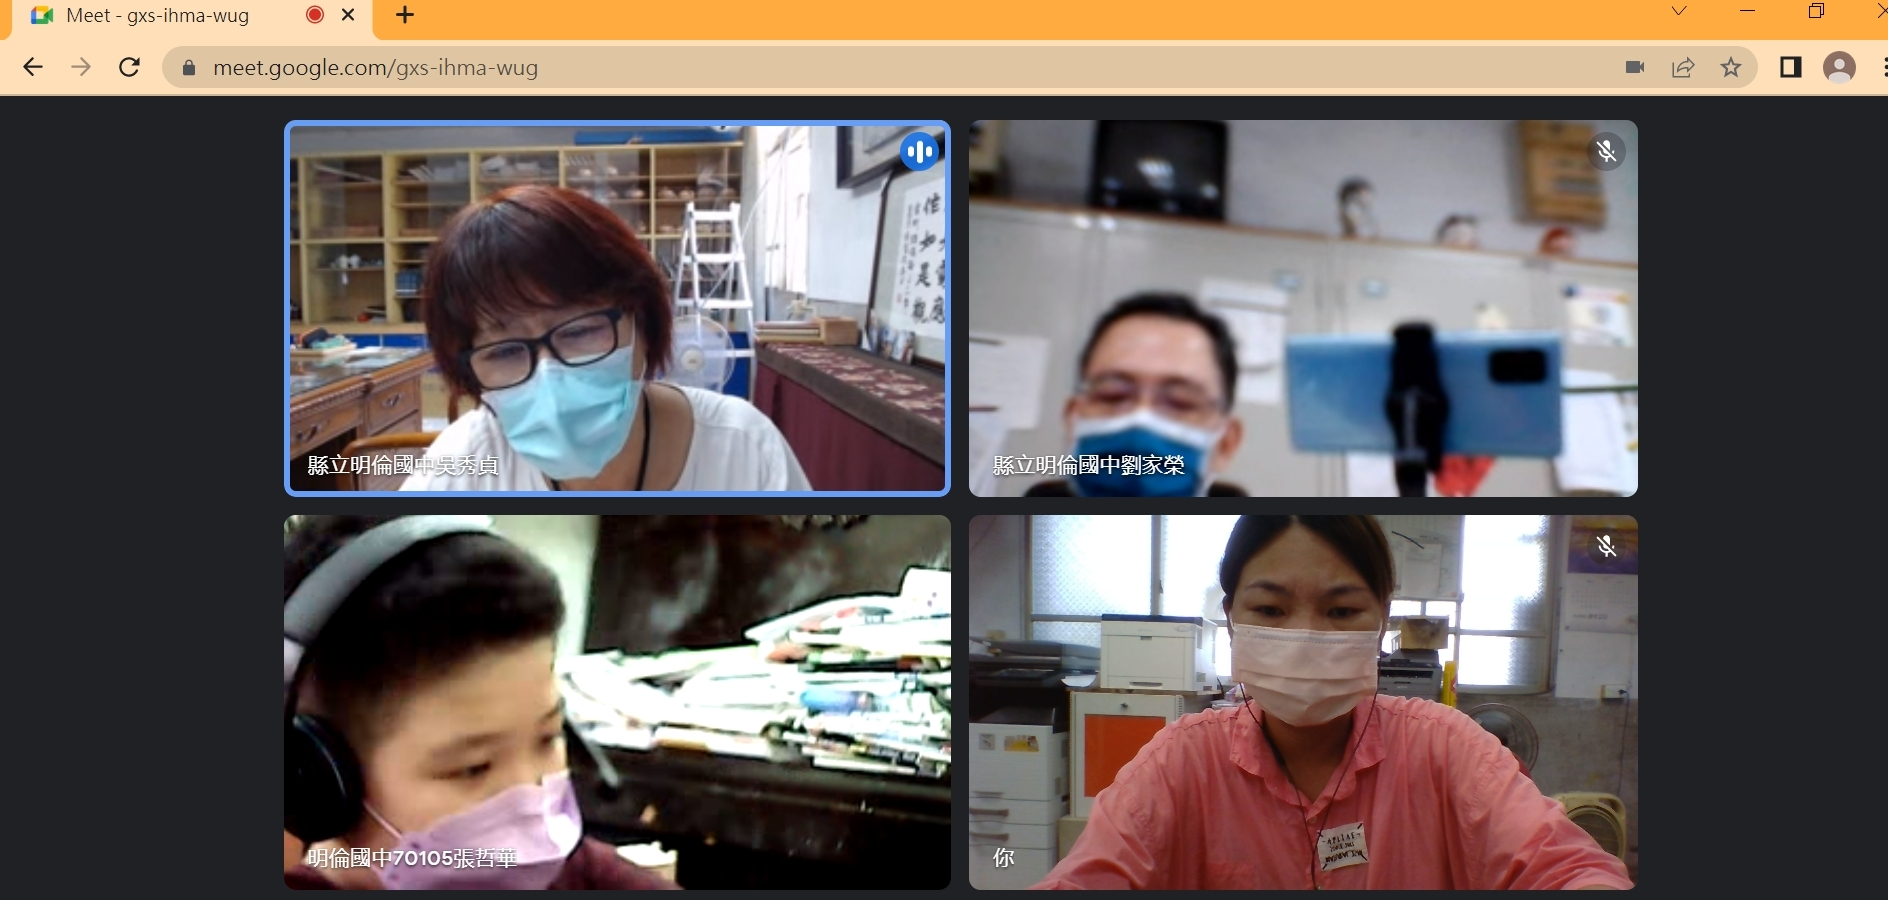 Meet - gxs-ihma-wug
meet.google.com/gxs-ihma-wug
縣立明倫國中吳秀貞
縣立明倫國中劉家榮
明倫國中70105張哲華
你